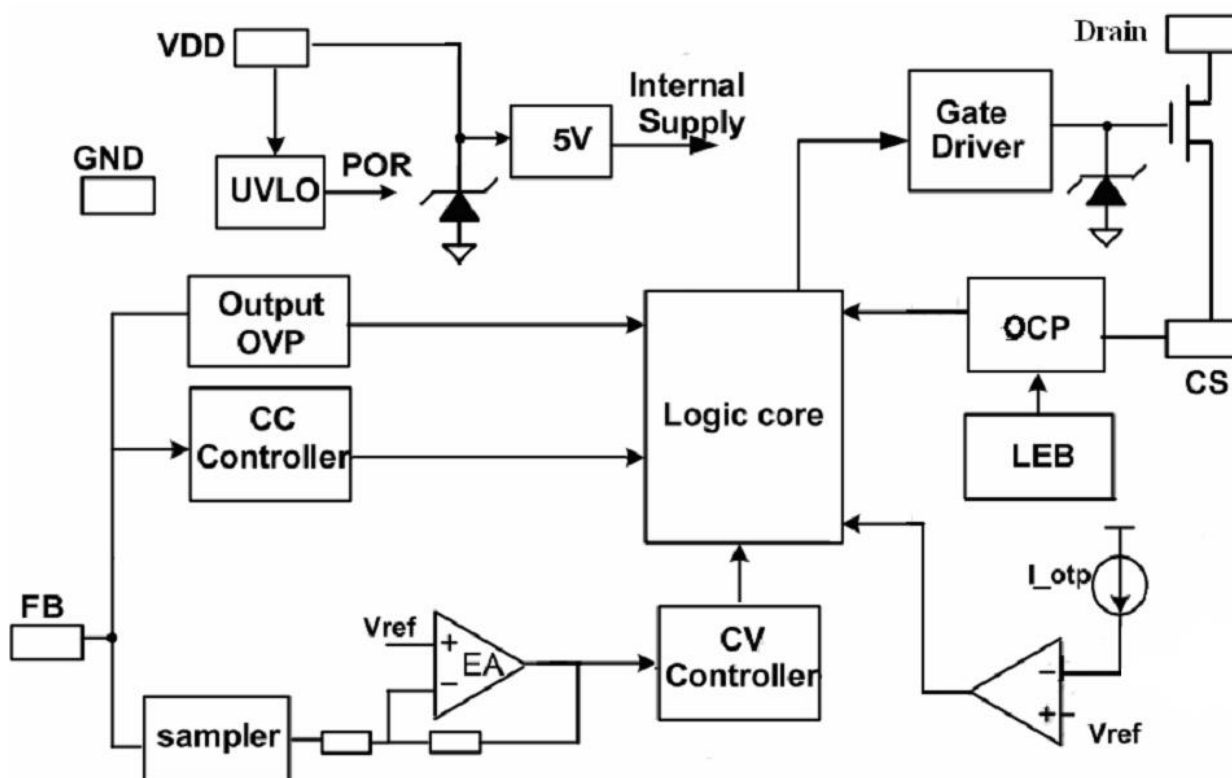 VDD
Drain
Internal
Supply
5V
Gate
Driver
GND
UVLO
POR
Output
OVP
OCP
CS
CC
Controller
Logic core
LEB
I_otp
FB
Vref
+
EA
−
CV
Controller
−
+
Vref
sampler